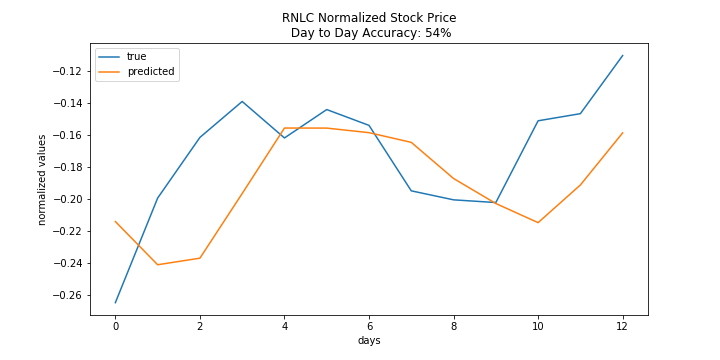 RNLC Normalized Stock Price
Day to Day Accuracy: 54%
true
predicted
normalized values
−0.12
−0.14
−0.16
−0.18
−0.20
−0.22
−0.24
−0.26
0
2
4
6
8
10
12
days